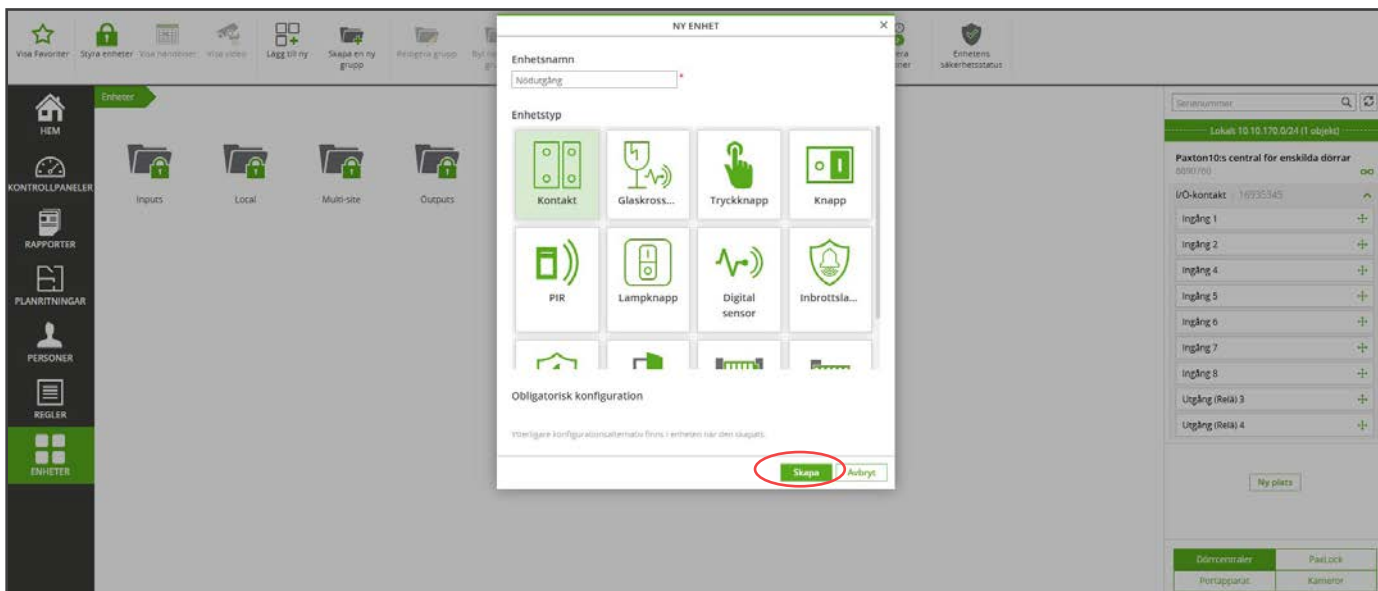 NY ENHET
Visa Favoriter
Styra enheter
Visa händelser
Visa video
Lägg till ny
Skapa en ny grupp
Redigera grupp
Enhetens säkerhetsstatus
Enhetsnamn
Nödutgång
*
Enhetstyp
Kontakt
Glaskross...
Tryckknapp
Knapp
PIR
Lampknapp
Digital sensor
Inbrottsla...
Obligatorisk konfiguration
Ytterligare konfigurationsalternativ finns i enheten när den skapats.
Skapa
Avbryt
HEM
KONTROLLPANELER
RAPPORTER
PLANRITNINGAR
PERSONER
REGLER
ENHETER
Enheter
Inputs
Local
Multi-site
Outputs
Serienummer
Lokalt 10.10.170.0/24 (1 objekt)
Paxton10:s central för enskilda dörrar
I/O-kontakt 16935345
Ingång 1
Ingång 2
Ingång 4
Ingång 5
Ingång 6
Ingång 7
Ingång 8
Utgång (Relä) 3
Utgång (Relä) 4
Ny plats
Dörrcentraler
PaxLock
Portapparat
Kameror